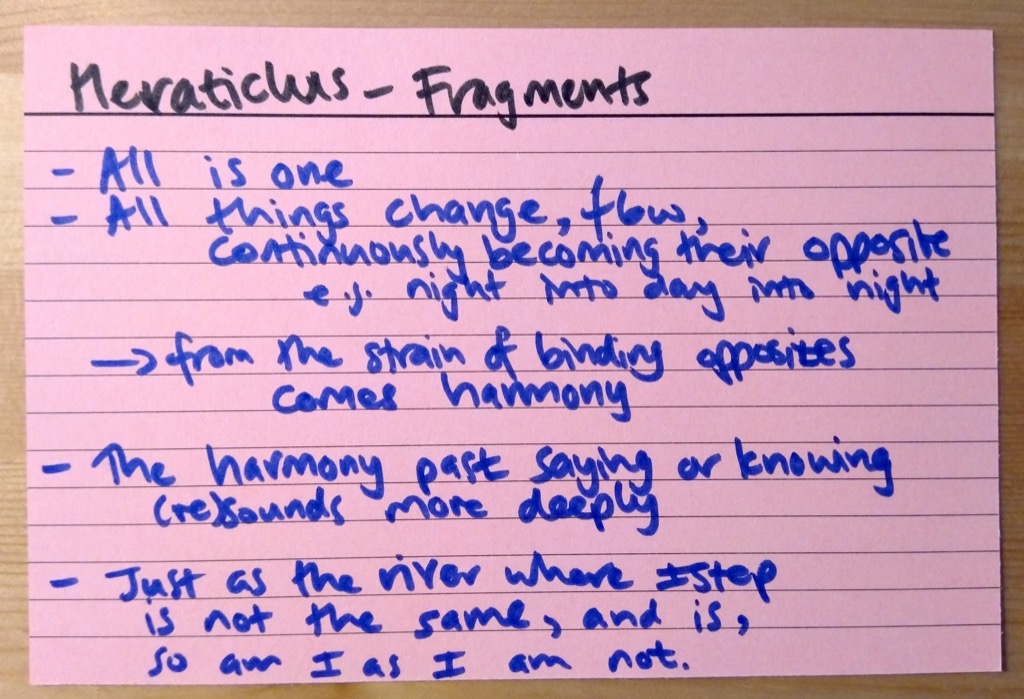 Heraticlus - Fragments
- All is one
- All things change, flow,
continuously becoming their opposite
e.g. night into day into night
→ from the strain of binding opposites
comes harmony
- The harmony past saying or knowing
(re)sounds more deeply
- Just as the river where I step
is not the same, and is,
so am I as I am not.